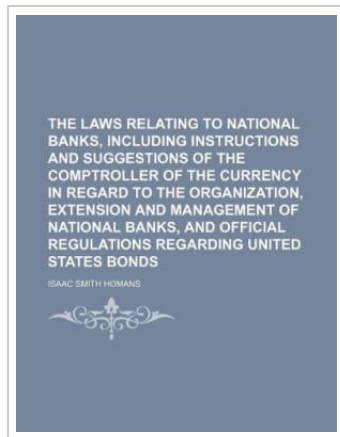 THE LAWS RELATING TO NATIONAL
BANKS, INCLUDING INSTRUCTIONS
AND SUGGESTIONS OF THE
COMPTROLLER OF THE CURRENCY
IN REGARD TO THE ORGANIZATION,
EXTENSION AND MANAGEMENT OF
NATIONAL BANKS, AND OFFICIAL
REGULATIONS REGARDING UNITED
STATES BONDS
ISAAC SMITH HOMANS